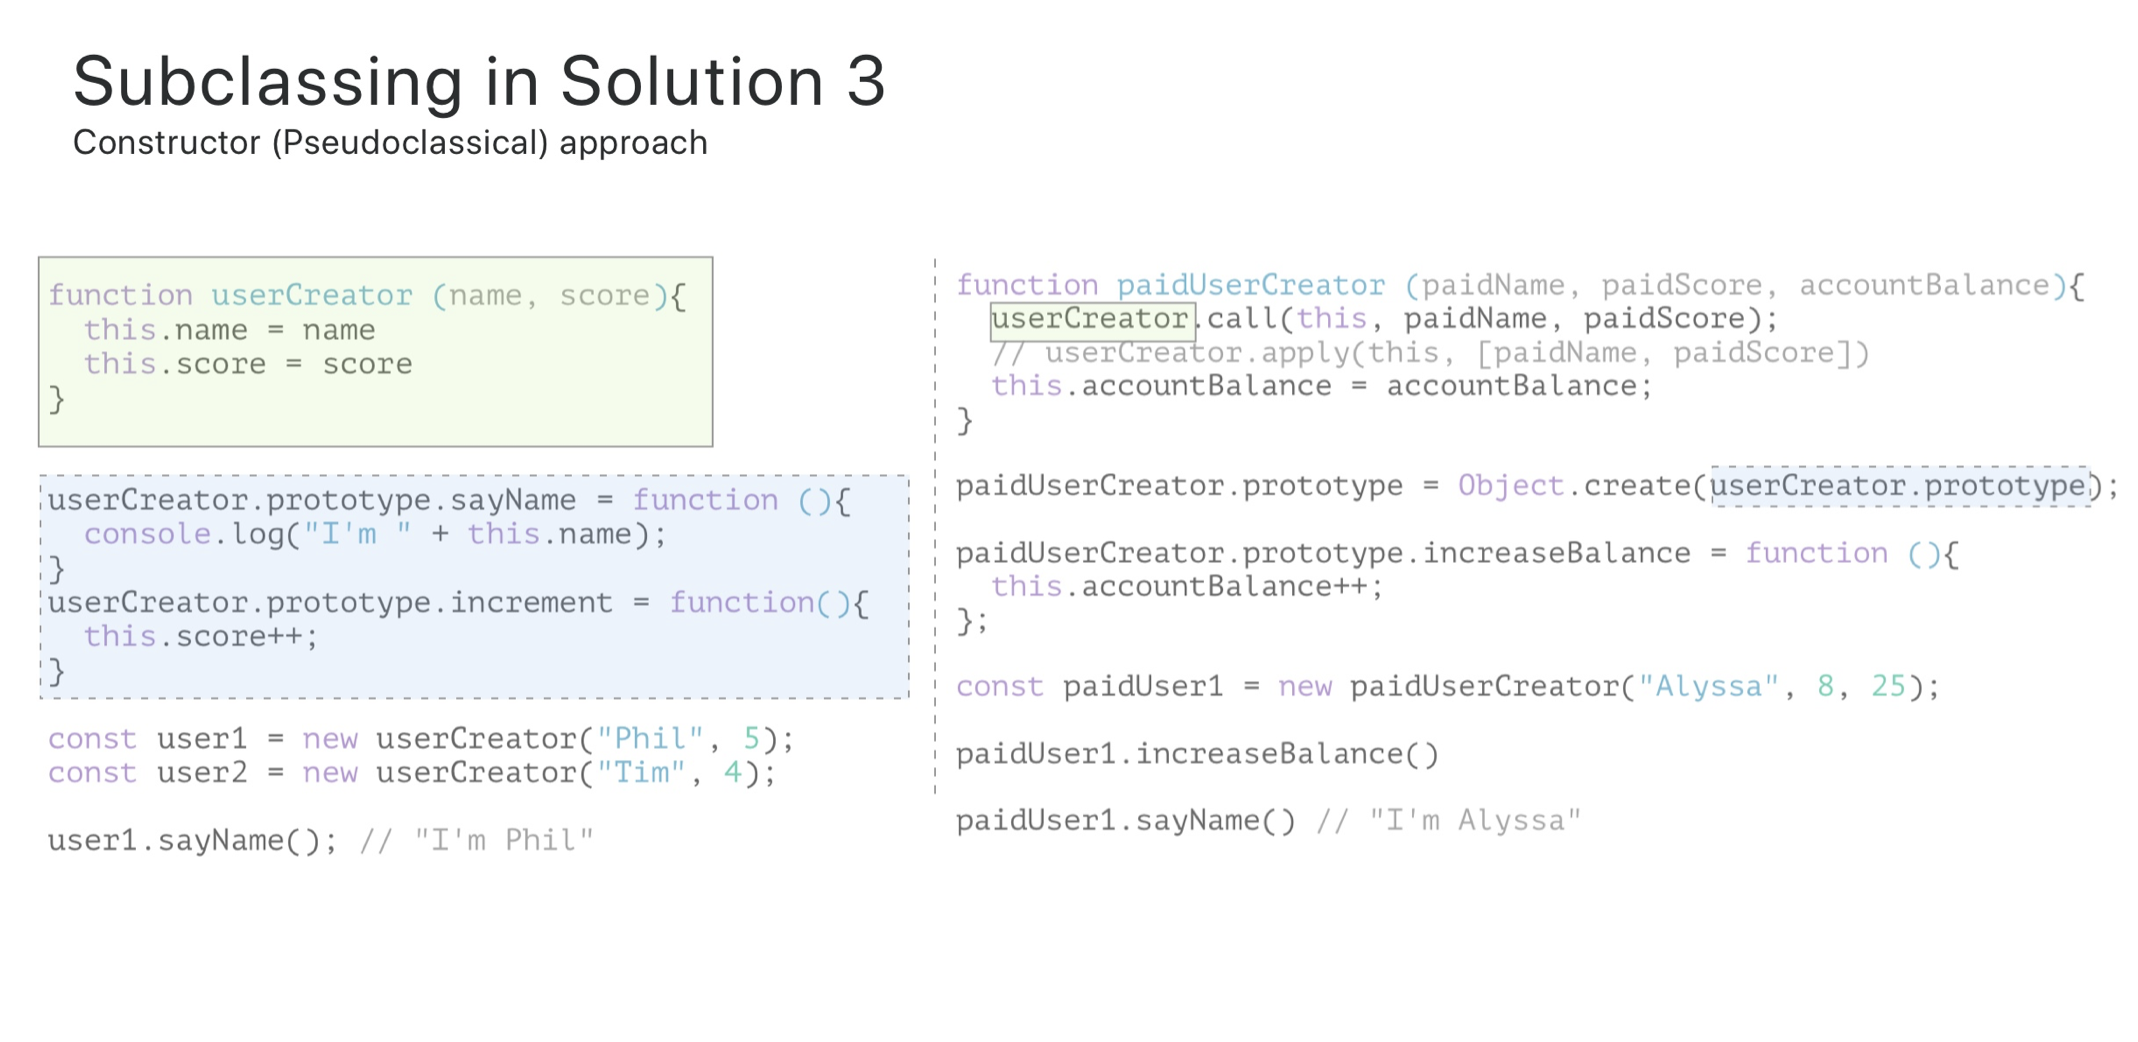 Subclassing in Solution 3
Constructor (Pseudoclassical) approach
function userCreator (name, score){
  this.name = name
  this.score = score
}
userCreator.prototype.sayName = function (){
  console.log("I'm " + this.name);
}
userCreator.prototype.increment = function(){
  this.score++;
}
const user1 = new userCreator("Phil", 5);
const user2 = new userCreator("Tim", 4);
user1.sayName(); // "I'm Phil"
function paidUserCreator (paidName, paidScore, accountBalance){
  userCreator.call(this, paidName, paidScore);
  // userCreator.apply(this, [paidName, paidScore])
  this.accountBalance = accountBalance;
}
paidUserCreator.prototype = Object.create(userCreator.prototype);
paidUserCreator.prototype.increaseBalance = function (){
  this.accountBalance++;
};
const paidUser1 = new paidUserCreator("Alyssa", 8, 25);
paidUser1.increaseBalance()
paidUser1.sayName() // "I'm Alyssa"